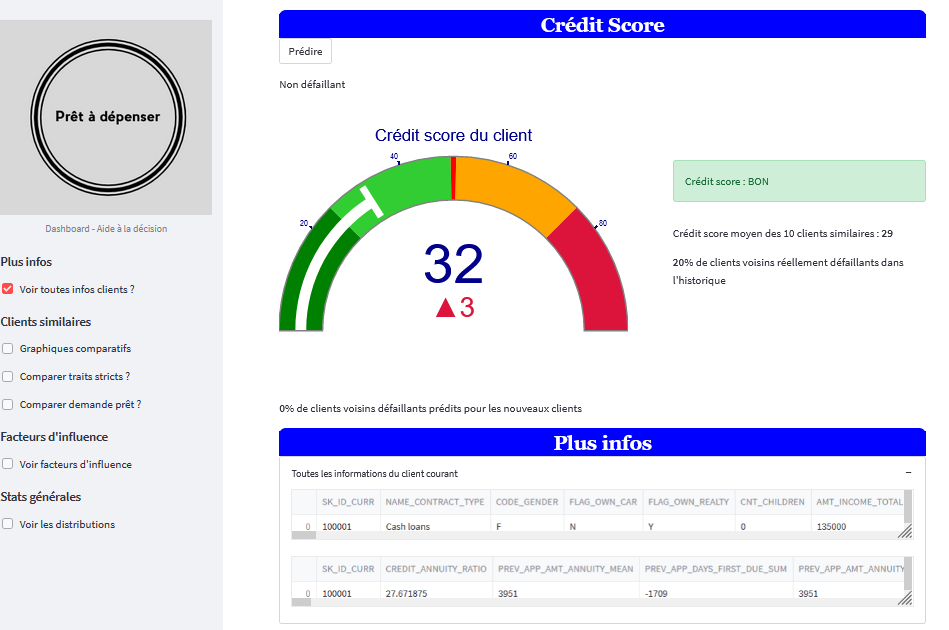 Prêt à dépenser
Dashboard - Aide à la décision
Plus infos
Voir toutes infos clients ?
Clients similaires
Graphiques comparatifs
Comparer traits stricts ?
Comparer demande prêt ?
Facteurs d'influence
Voir facteurs d'influence
Stats générales
Voir les distributions
Crédit Score
Prédire
Non défaillant
Crédit score du client
20
40
60
80
32
▲3
Crédit score : BON
Crédit score moyen des 10 clients similaires : 29
20% de clients voisins réellement défaillants dans
l'historique
0% de clients voisins défaillants prédits pour les nouveaux clients
Plus infos
Toutes les informations du client courant
SK_ID_CURR NAME_CONTRACT_TYPE CODE_GENDER FLAG_OWN_CAR FLAG_OWN_REALTY CNT_CHILDREN AMT_INCOME_TOTAL
0 100001 Cash loans F N Y 0 135000
SK_ID_CURR CREDIT_ANNUITY_RATIO PREV_APP_AMT_ANNUITY_MEAN PREV_APP_DAYS_FIRST_DUE_SUM PREV_APP_AMT_ANNUITY
0 100001 27.671875 3951 -1709 3951